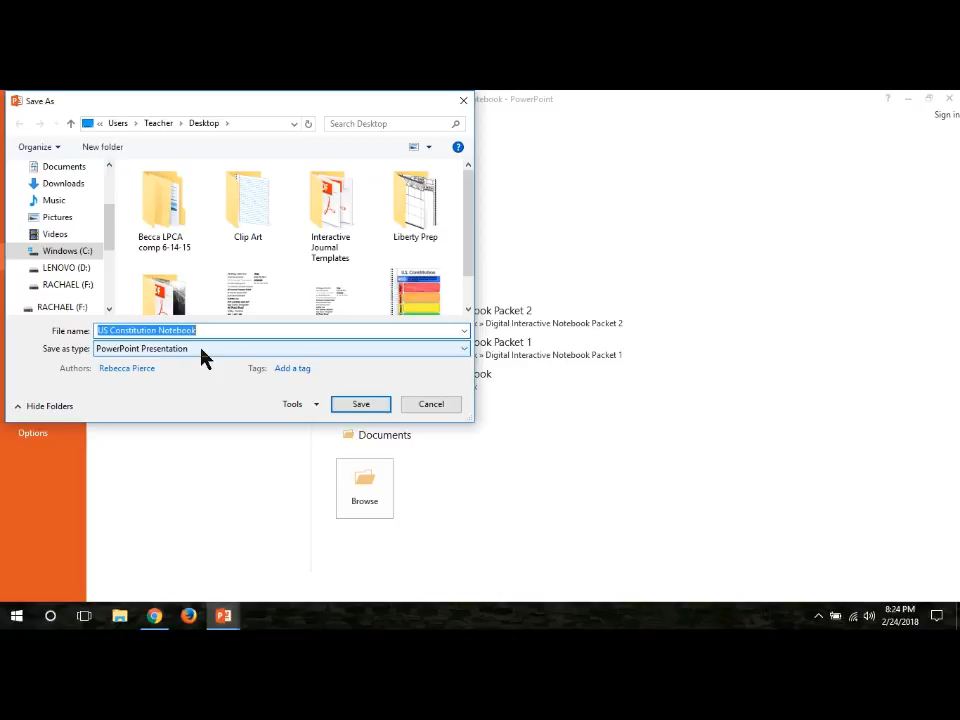 Save As
tebook - PowerPoint
?
Sign in
« Users > Teacher > Desktop >
Search Desktop
Organize
New folder
?
Documents
Downloads
Music
Pictures
Videos
Windows (C:)
LENOVO (D:)
RACHAEL (F:)
RACHAEL (F:)
Becca LPCA
comp 6-14-15
Clip Art
Interactive
Journal
Templates
Liberty Prep
U.S. Constitution
File name: US Constitution Notebook
Save as type: PowerPoint Presentation
Authors: Rebecca Pierce
Tags: Add a tag
Hide Folders
Tools
Save
Cancel
ok Packet 2
k » Digital Interactive Notebook Packet 2
ok Packet 1
k » Digital Interactive Notebook Packet 1
ook
Options
Documents
Browse
8:24 PM
2/24/2018